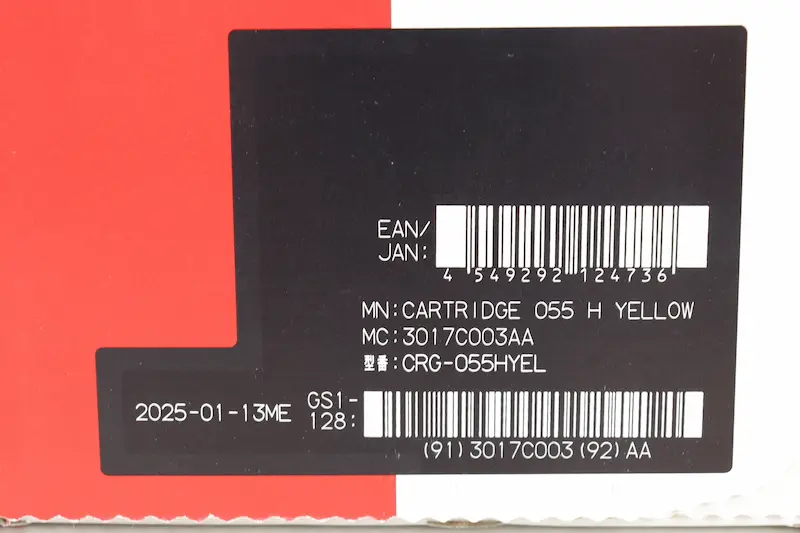 EAN/
JAN:
4 549292 124736
MN:CARTRIDGE 055 H YELLOW
MC:3017C003AA
型番:CRG-055HYEL
2025-01-13ME GS1-
128:
(91)3017C003(92)AA